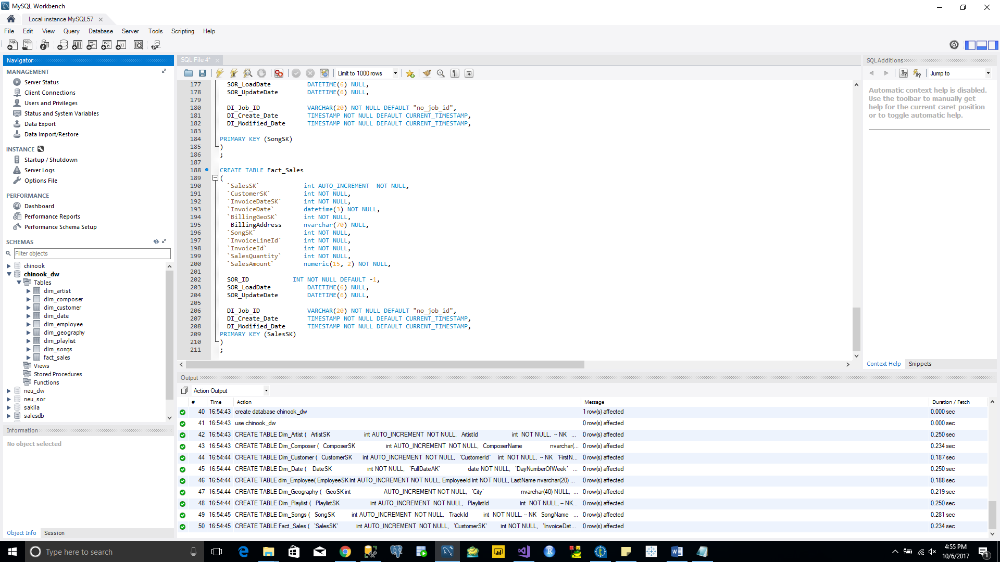 MySQL Workbench
Local instance MySQL57
File Edit View Query Database Server Tools Scripting Help
Navigator
MANAGEMENT
Server Status
Client Connections
Users and Privileges
Status and System Variables
Data Export
Data Import/Restore
INSTANCE
Startup / Shutdown
Server Logs
Options File
PERFORMANCE
Dashboard
Performance Reports
Performance Schema Setup
SCHEMAS
Filter objects
chinook
chinook_dw
Tables
dim_artist
dim_composer
dim_customer
dim_date
dim_employee
dim_geography
dim_playlist
dim_songs
fact_sales
Views
Stored Procedures
Functions
neu_dw
neu_sor
sakila
salesdb
Information
No object selected
Object Info Session
SQL File 4*
Limit to 1000 rows
177 SOR_LoadDate DATETIME(6) NULL,
178 SOR_UpdateDate DATETIME(6) NULL,
179
180 DI_Job_ID VARCHAR(20) NOT NULL DEFAULT "no_job_id",
181 DI_Create_Date TIMESTAMP NOT NULL DEFAULT CURRENT_TIMESTAMP,
182 DI_Modified_Date TIMESTAMP NOT NULL DEFAULT CURRENT_TIMESTAMP,
183
184 PRIMARY KEY (SongSK)
185 )
186 ;
187
188 CREATE TABLE Fact_Sales
189 (
190 `SalesSK` int AUTO_INCREMENT NOT NULL,
191 `CustomerSK` int NOT NULL,
192 `InvoiceDateSK` int NOT NULL,
193 `InvoiceDate` datetime(3) NOT NULL,
194 `BillingGeoSK` int NOT NULL,
195 BillingAddress nvarchar(70) NULL,
196 `SongSK` int NOT NULL,
197 `InvoiceLineId` int NOT NULL,
198 `InvoiceId` int NOT NULL,
199 `SalesQuantity` int NOT NULL,
200 `SalesAmount` numeric(15, 2) NOT NULL,
201
202 SOR_ID INT NOT NULL DEFAULT -1,
203 SOR_LoadDate DATETIME(6) NULL,
204 SOR_UpdateDate DATETIME(6) NULL,
205
206 DI_Job_ID VARCHAR(20) NOT NULL DEFAULT "no_job_id",
207 DI_Create_Date TIMESTAMP NOT NULL DEFAULT CURRENT_TIMESTAMP,
208 DI_Modified_Date TIMESTAMP NOT NULL DEFAULT CURRENT_TIMESTAMP,
209 PRIMARY KEY (SalesSK)
210 )
211 ;
SQLAdditions
Jump to
Automatic context help is disabled.
Use the toolbar to manually get
help for the current caret position
or to toggle automatic help.
Context Help Snippets
Output
Action Output
# Time Action Message Duration / Fetch
40 16:54:43 create database chinook_dw 1 row(s) affected 0.000 sec
41 16:54:43 use chinook_dw 0 row(s) affected 0.000 sec
42 16:54:43 CREATE TABLE Dim_Artist ( ArtistSK int AUTO_INCREMENT NOT NULL, ArtistId int NOT NULL, -- NK ... 0 row(s) affected 0.250 sec
43 16:54:43 CREATE TABLE Dim_Composer ( ComposerSK int AUTO_INCREMENT NOT NULL, ComposerName nvarchar(... 0 row(s) affected 0.234 sec
44 16:54:44 CREATE TABLE Dim_Customer ( CustomerSK int AUTO_INCREMENT NOT NULL, `CustomerId` int NOT NULL, -- NK `FirstN... 0 row(s) affected 0.187 sec
45 16:54:44 CREATE TABLE Dim_Date ( DateSK int NOT NULL, `FullDateAK` date NOT NULL, `DayNumberOfWeek` ... 0 row(s) affected 0.250 sec
46 16:54:44 CREATE TABLE dim_Employee( EmployeeSK int AUTO_INCREMENT NOT NULL, EmployeeId int NOT NULL, LastName nvarchar(20) ... 0 row(s) affected 0.188 sec
47 16:54:44 CREATE TABLE Dim_Geography ( GeoSK int AUTO_INCREMENT NOT NULL, `City` nvarchar(40) NULL, ... 0 row(s) affected 0.219 sec
48 16:54:44 CREATE TABLE Dim_Playlist ( PlaylistSK int AUTO_INCREMENT NOT NULL, PlaylistId int NOT NULL, -- NK... 0 row(s) affected 0.250 sec
49 16:54:45 CREATE TABLE Dim_Songs ( SongSK int AUTO_INCREMENT NOT NULL, TrackId int NOT NULL, -- NK SongName ... 0 row(s) affected 0.281 sec
50 16:54:45 CREATE TABLE Fact_Sales ( `SalesSK` int AUTO_INCREMENT NOT NULL, `CustomerSK` int NOT NULL, `InvoiceDat... 0 row(s) affected 0.234 sec
Type here to search
4:55 PM
10/6/2017
1